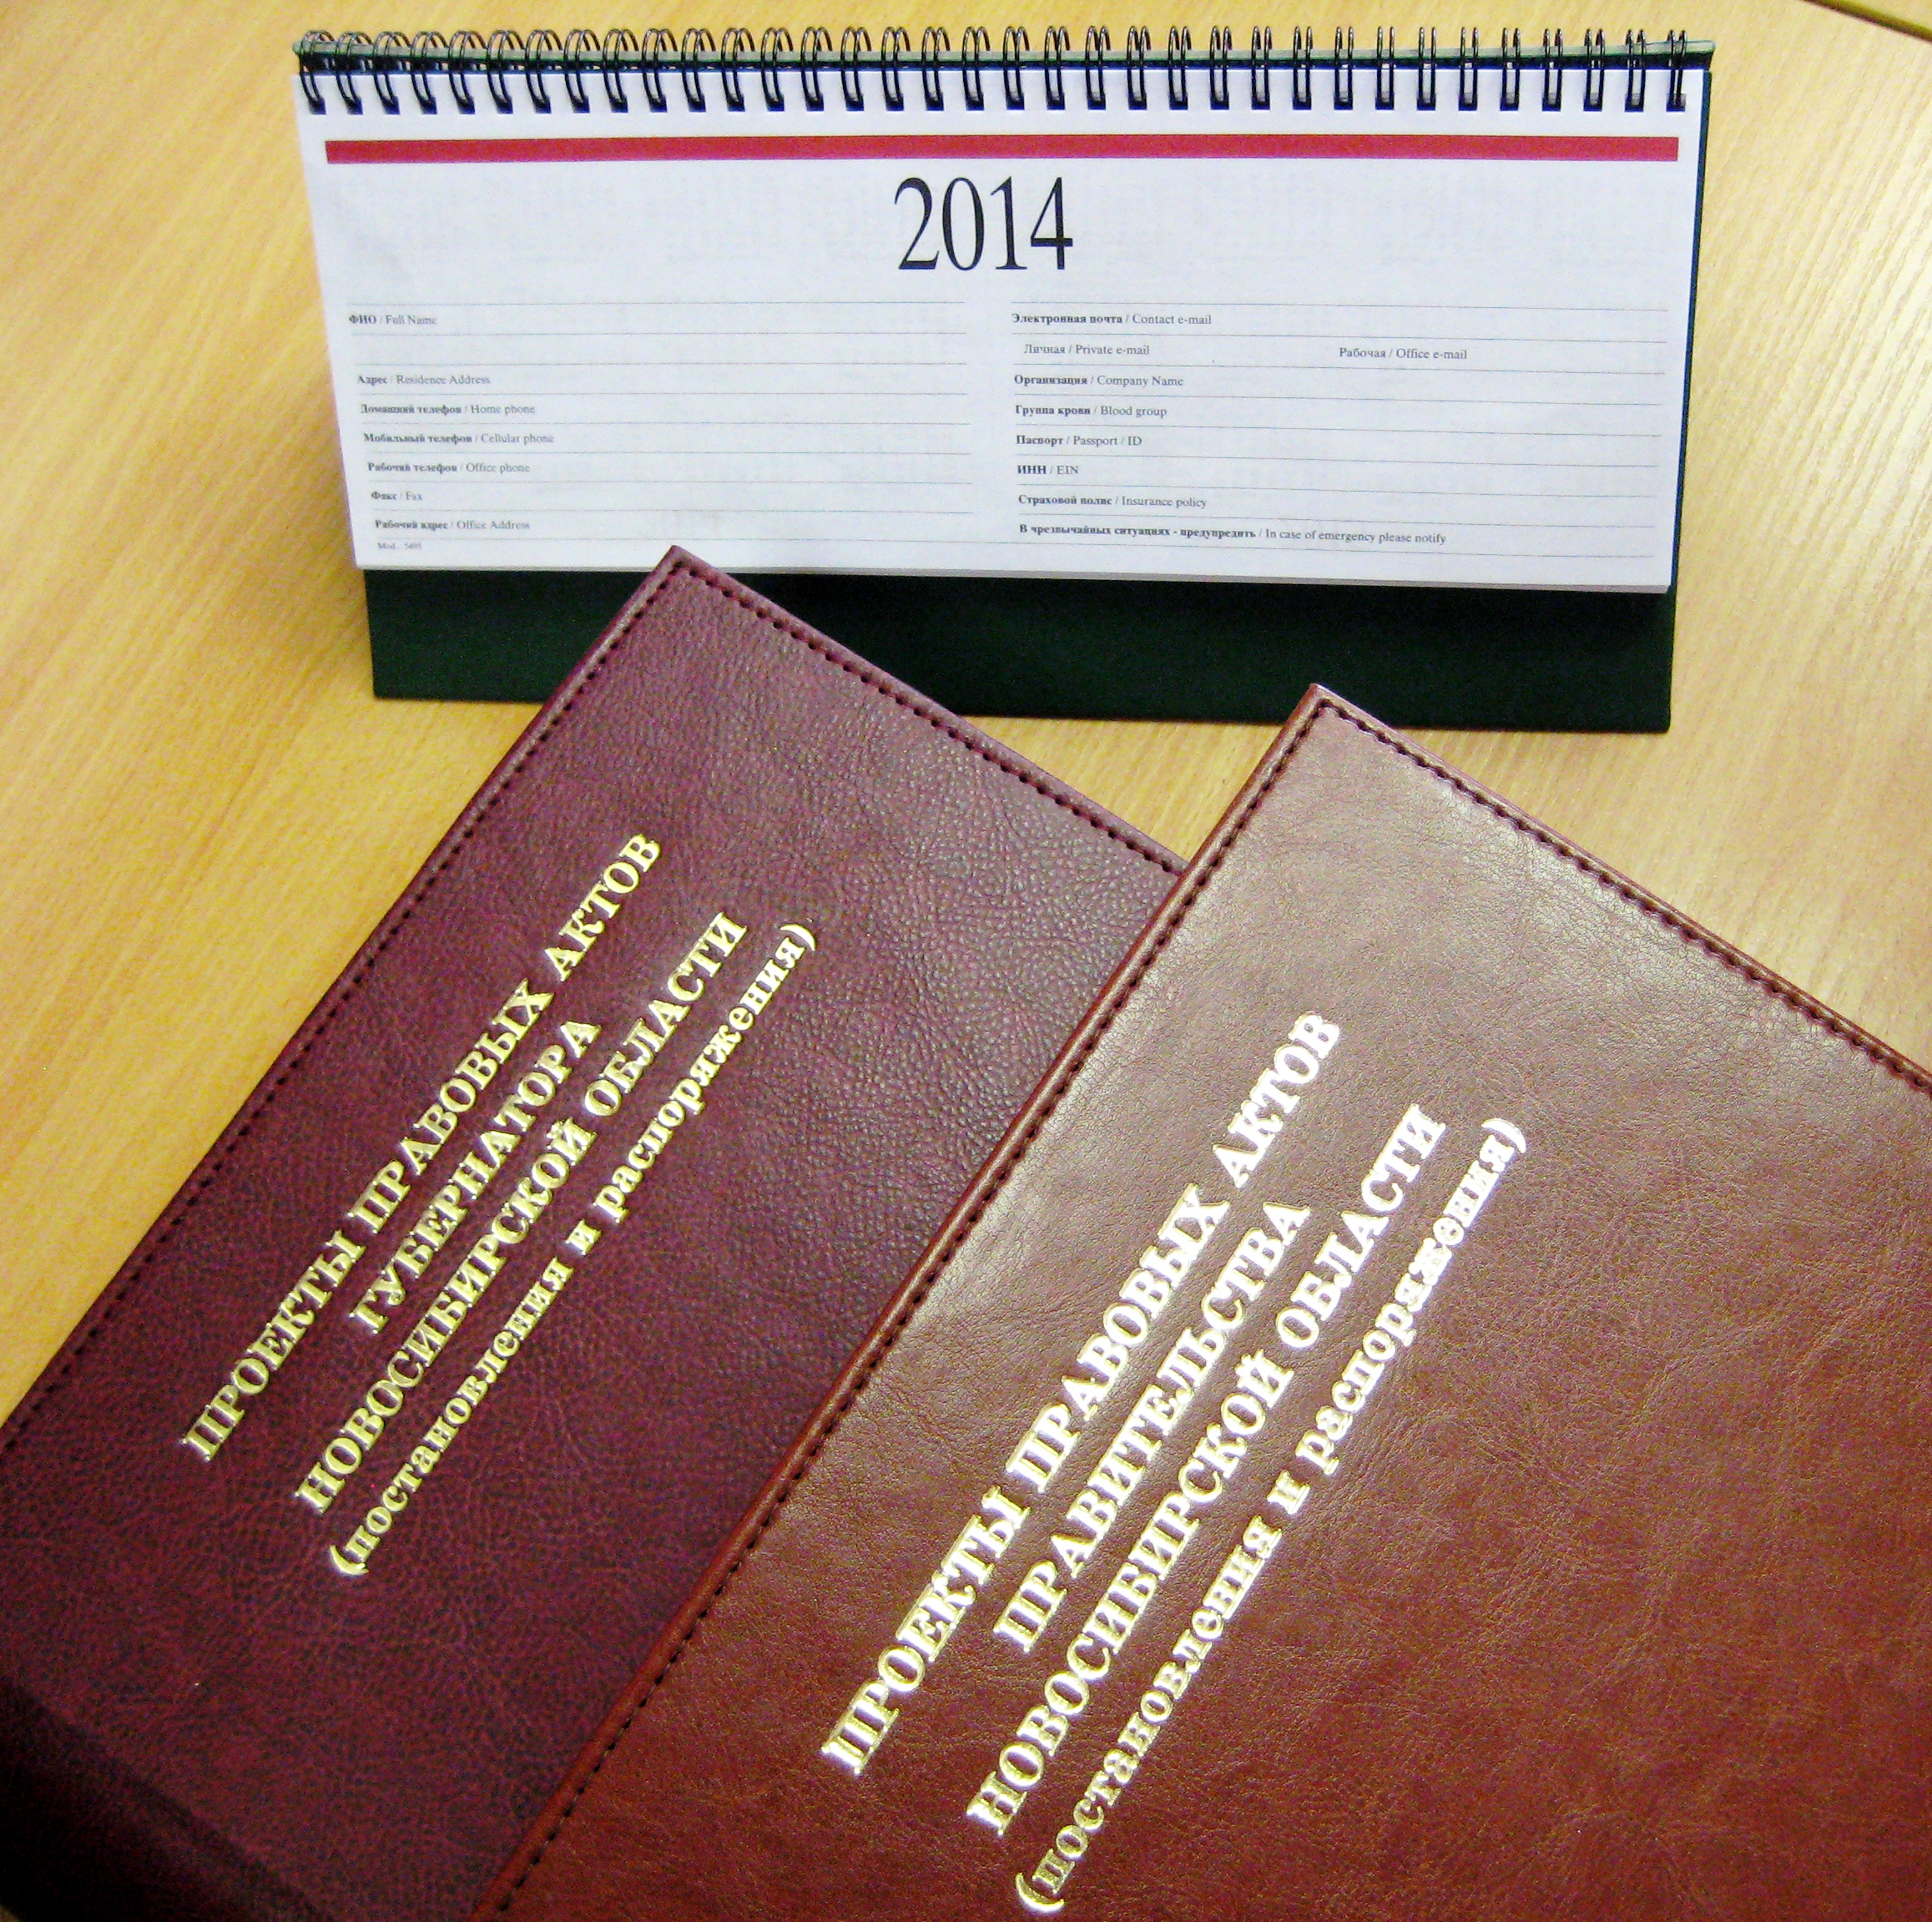 2014
ФИО / Full Name
Адрес / Residence Address
Домашний телефон / Home phone
Мобильный телефон / Cellular phone
Рабочий телефон / Office phone
Факс / Fax
Рабочий адрес / Office Address
Mod. 5495
Электронная почта / Contact e-mail
Личная / Private e-mail Рабочая / Office e-mail
Организация / Company Name
Группа крови / Blood group
Паспорт / Passport / ID
ИНН / EIN
Страховой полис / Insurance policy
В чрезвычайных ситуациях - предупредить / In case of emergency please notify
ПРОЕКТЫ ПРАВОВЫХ АКТОВ
ГУБЕРНАТОРА
НОВОСИБИРСКОЙ ОБЛАСТИ
(постановления и распоряжения)
ПРОЕКТЫ ПРАВОВЫХ АКТОВ
ПРАВИТЕЛЬСТВА
НОВОСИБИРСКОЙ ОБЛАСТИ
(постановления и распоряжения)